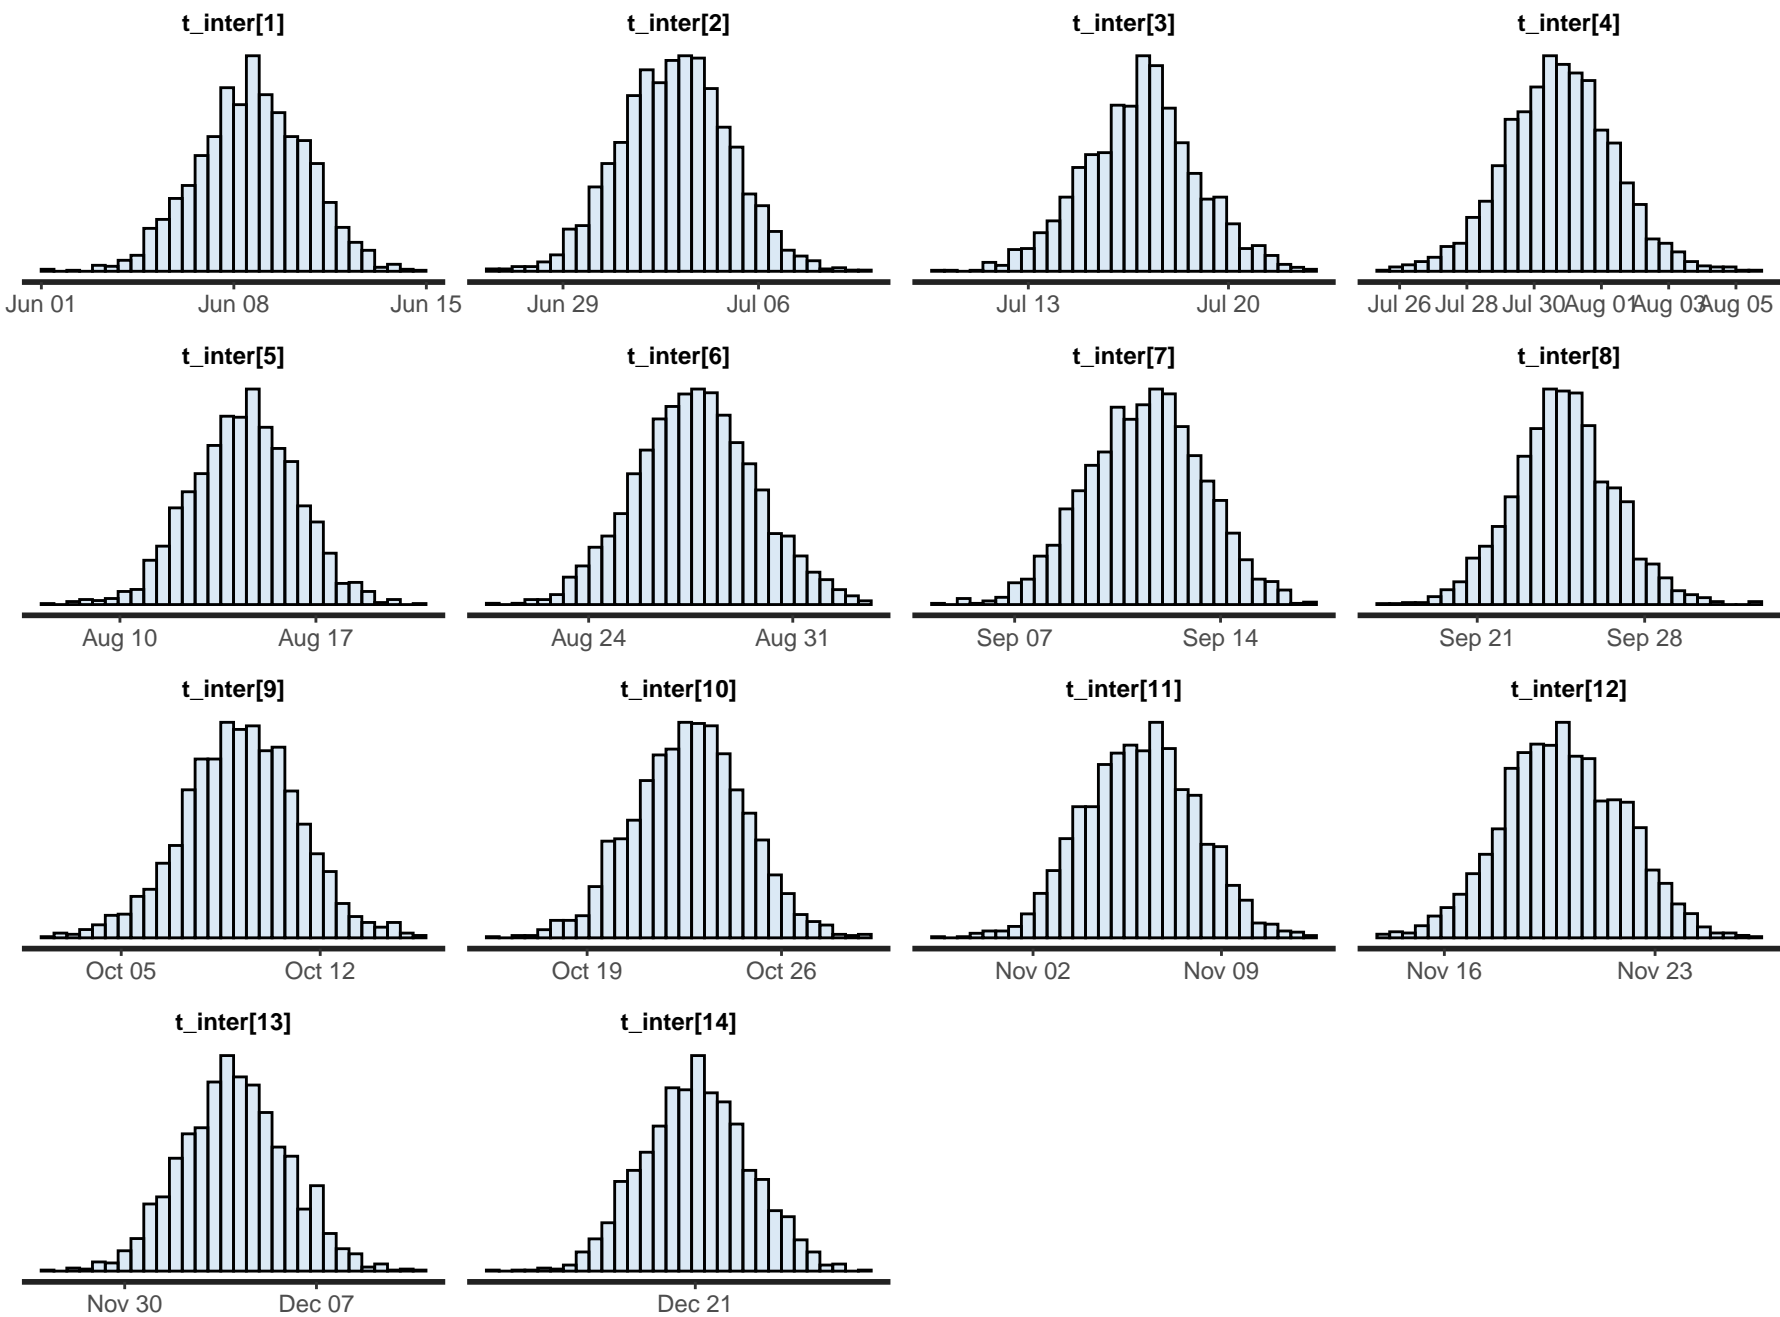 t_inter[1] t_inter[2] t_inter[3] t_inter[4]
Jun 01 Jun 08 Jun 15 Jun 29 Jul 06 Jul 13 Jul 20 Jul 26 Jul 28 Jul 30 Aug 01 Aug 03 Aug 05
t_inter[5] t_inter[6] t_inter[7] t_inter[8]
Aug 10 Aug 17 Aug 24 Aug 31 Sep 07 Sep 14 Sep 21 Sep 28
t_inter[9] t_inter[10] t_inter[11] t_inter[12]
Oct 05 Oct 12 Oct 19 Oct 26 Nov 02 Nov 09 Nov 16 Nov 23
t_inter[13] t_inter[14]
Nov 30 Dec 07 Dec 21